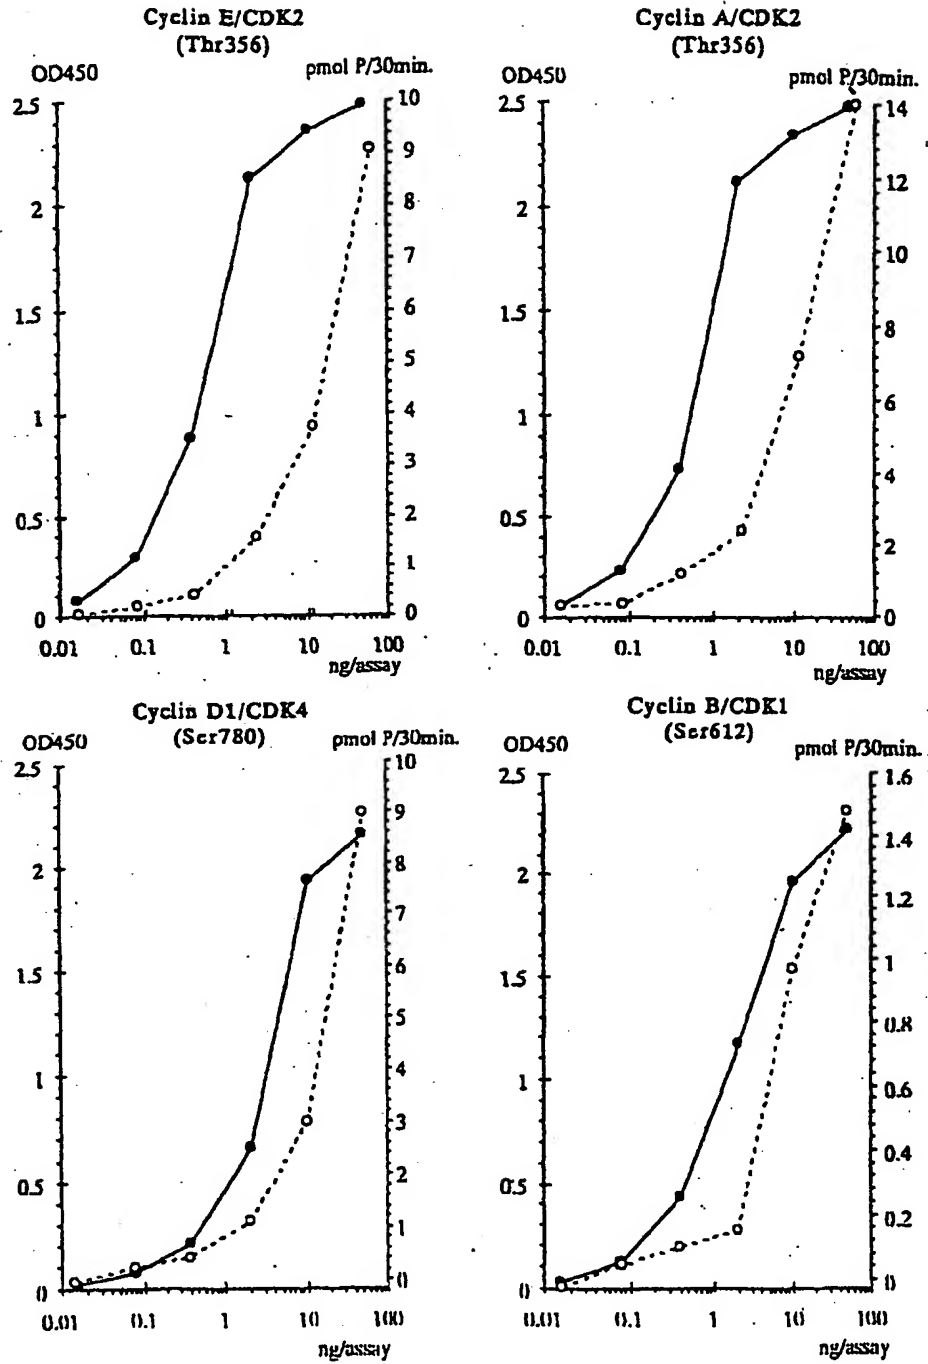 Cyclin E/CDK2
(Thr356)
OD450
pmol P/30min.
2.5
2
1.5
1
0.5
0
10
9
8
7
6
5
4
3
2
1
0
0.01 0.1 1 10 100
ng/assay
Cyclin A/CDK2
(Thr356)
OD450
pmol P/30min.
2.5
2
1.5
1
0.5
0
14
12
10
8
6
4
2
0
0.01 0.1 1 10 100
ng/assay
Cyclin D1/CDK4
(Ser780)
OD450
pmol P/30min.
2.5
2
1.5
1
0.5
0
10
9
8
7
6
5
4
3
2
1
0
0.01 0.1 1 10 100
ng/assay
Cyclin B/CDK1
(Ser612)
OD450
pmol P/30min.
2.5
2
1.5
1
0.5
0
1.6
1.4
1.2
1
0.8
0.6
0.4
0.2
0
0.01 0.1 1 10 100
ng/assay